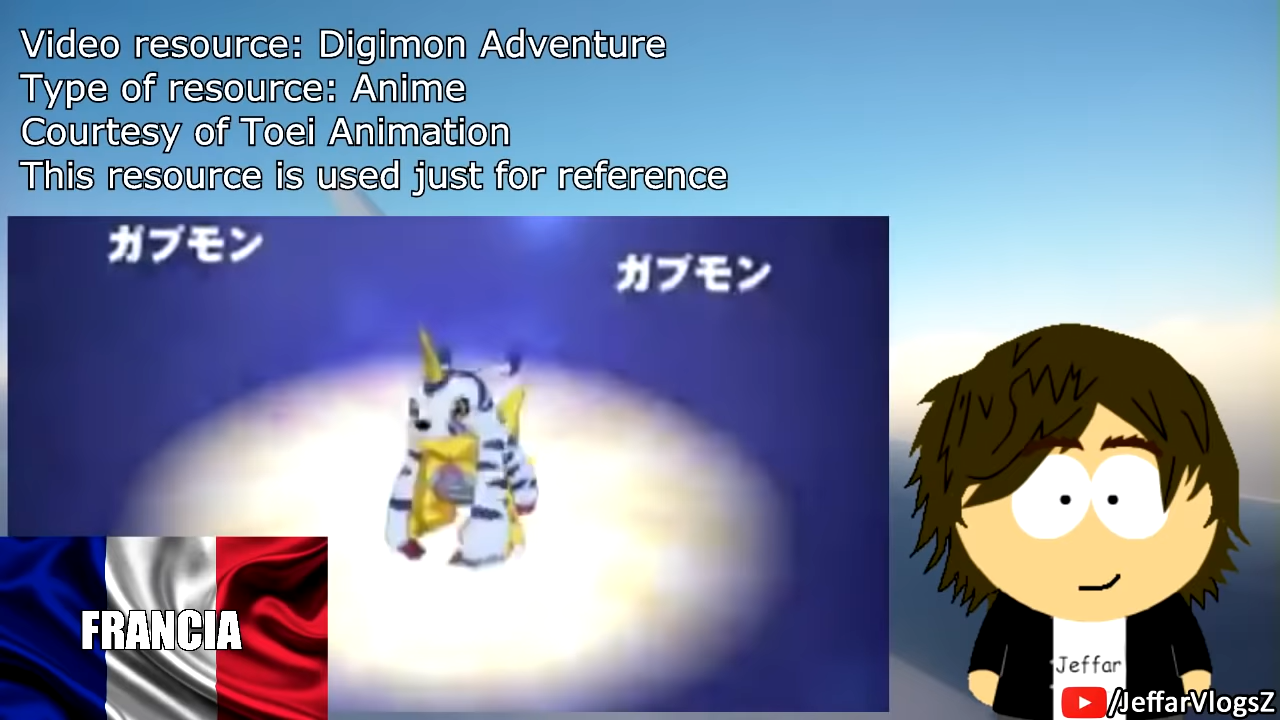 Video resource: Digimon Adventure
Type of resource: Anime
Courtesy of Toei Animation
This resource is used just for reference
ガブモン
ガブモン
FRANCIA
Jeffar
/JeffarVlogsZ